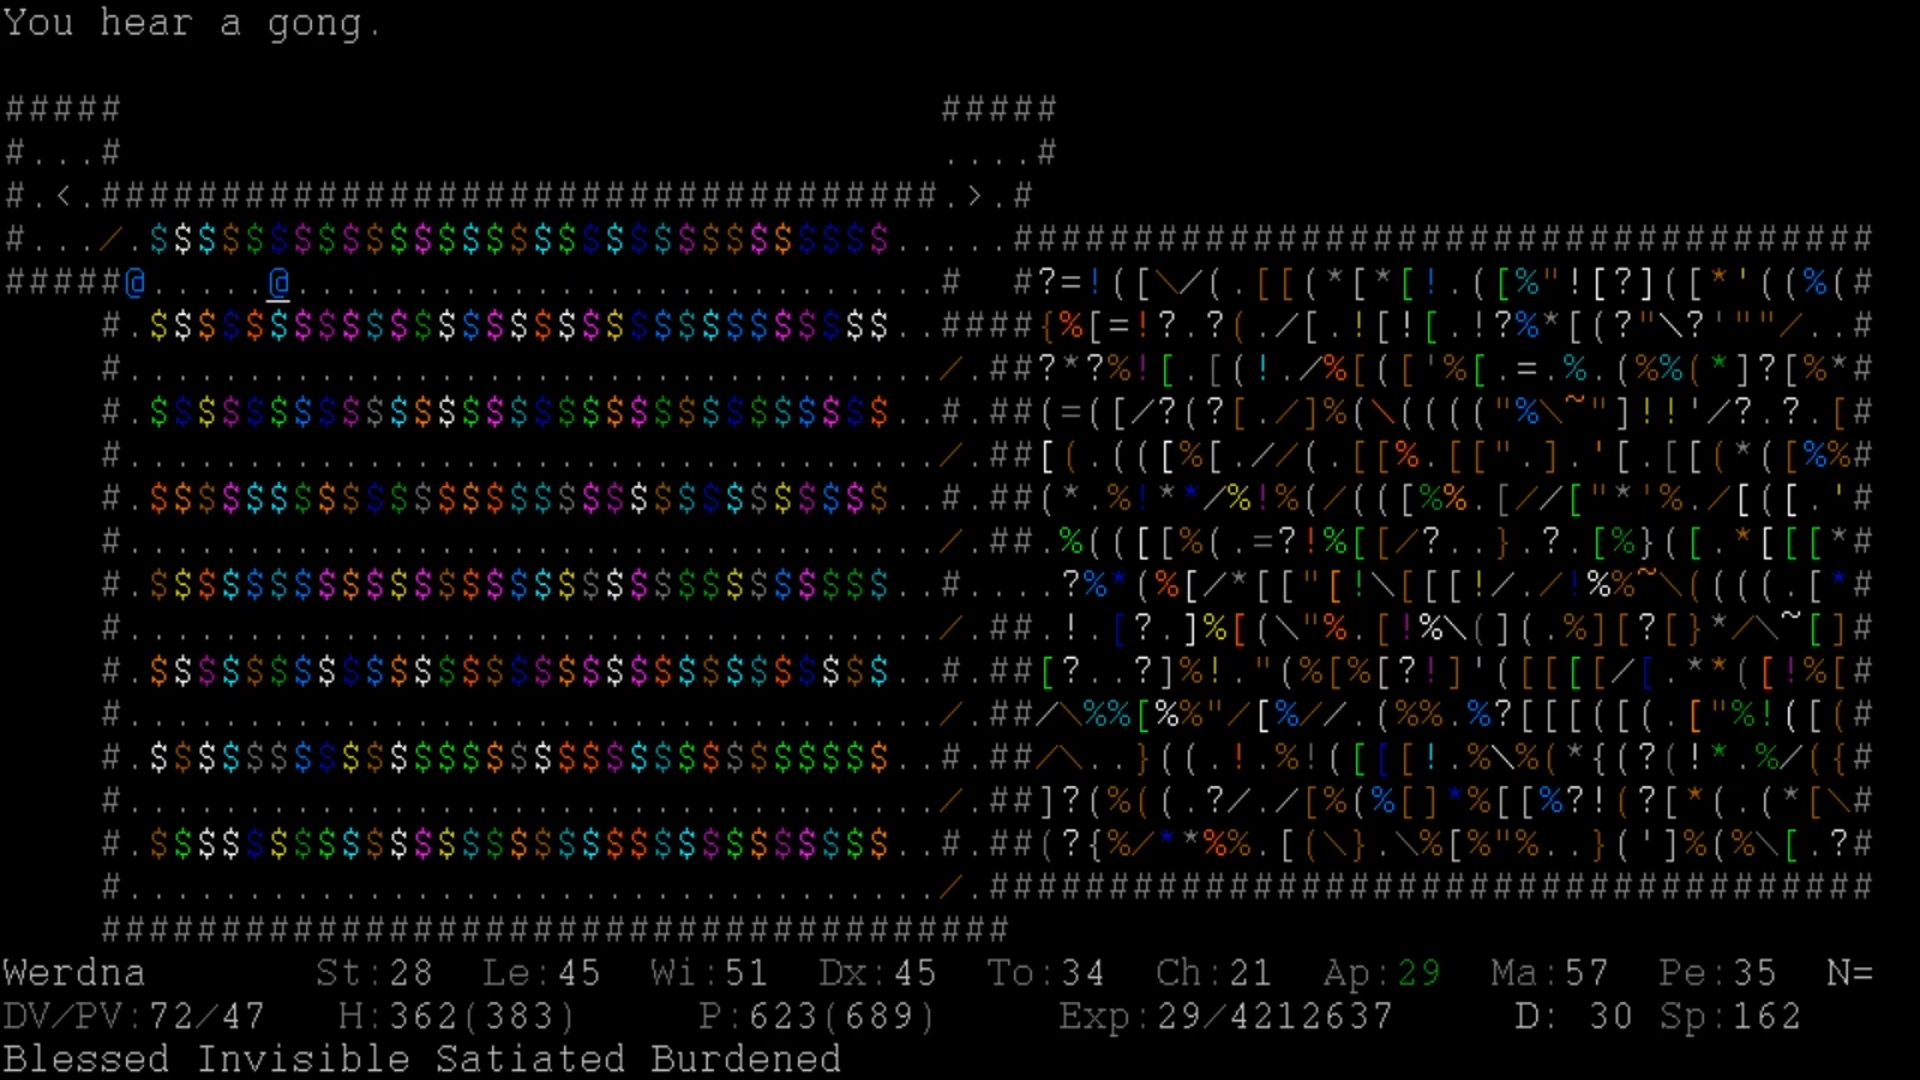 You hear a gong.
Werdna St:28 Le:45 Wi:51 Dx:45 To:34 Ch:21 Ap:29 Ma:57 Pe:35 N=
DV/PV:72/47 H:362(383) P:623(689) Exp:29/4212637 D: 30 Sp:162
Blessed Invisible Satiated Burdened